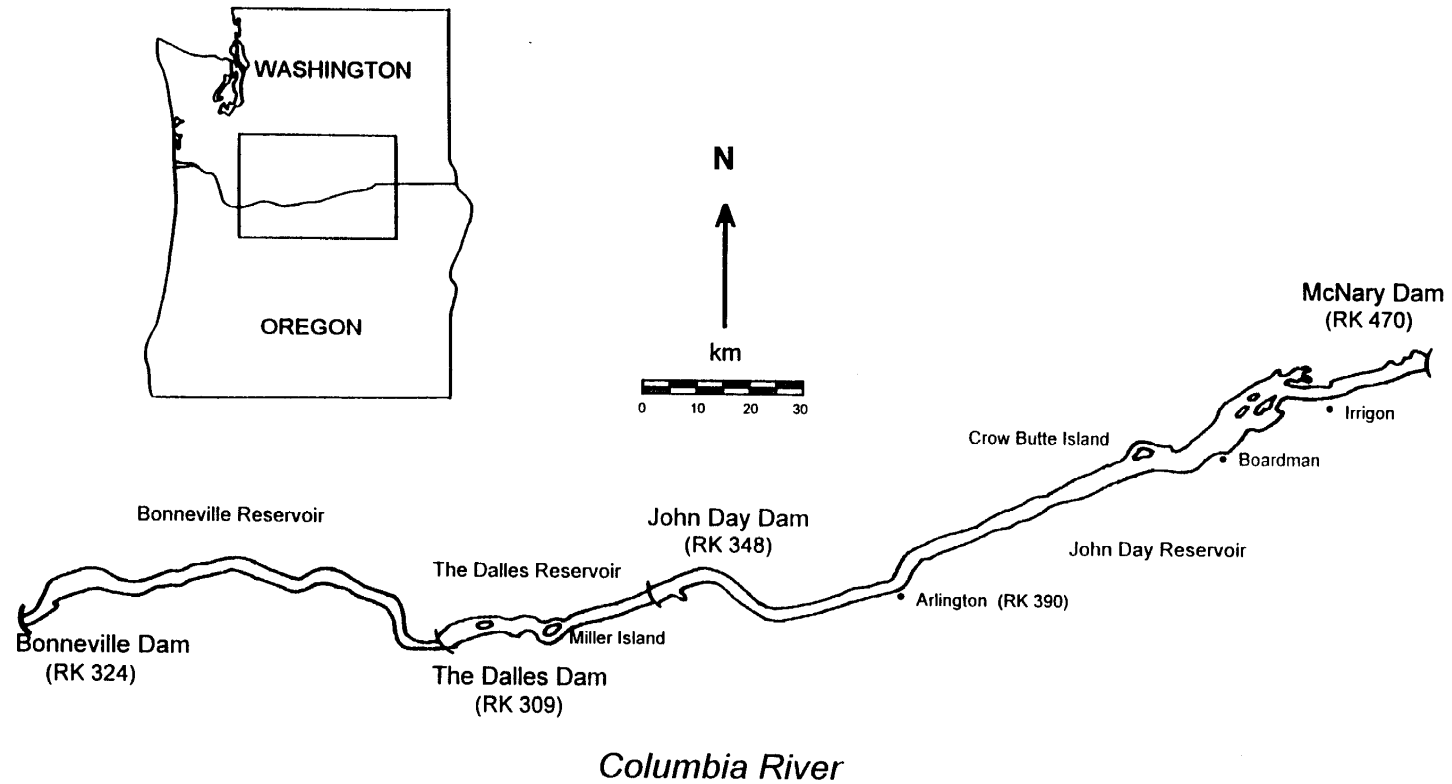 WASHINGTON
OREGON
N
km
0 10 20 30
McNary Dam
(RK 470)
Irrigon
Crow Butte Island
Boardman
Bonneville Reservoir
John Day Dam
(RK 348)
John Day Reservoir
The Dalles Reservoir
Arlington (RK 390)
Miller Island
Bonneville Dam
(RK 324)
The Dalles Dam
(RK 309)
Columbia River